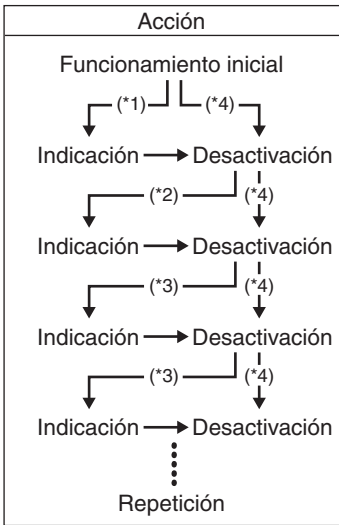 Acción
Funcionamiento inicial
(*1) (*4)
Indicación Desactivación
(*2) (*4)
Indicación Desactivación
(*3) (*4)
Indicación Desactivación
(*3) (*4)
Indicación Desactivación
Repetición